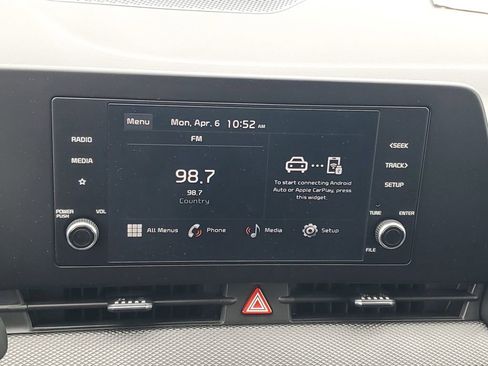 Menu Mon, Apr. 6 10:52 AM
FM
RADIO
MEDIA
98.7
98.7
Country
To start connecting Android
Auto or Apple CarPlay, press
this widget.
<SEEK
TRACK>
SETUP
POWER
PUSH
VOL
All Menus Phone Media Setup
TUNE
ENTER
FILE